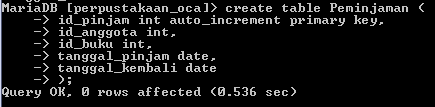 MariaDB [perpustakaan_oca]> create table Peminjaman (
    -> id_pinjam int auto_increment primary key,
    -> id_anggota int,
    -> id_buku int,
    -> tanggal_pinjam date,
    -> tanggal_kembali date
    -> );
Query OK, 0 rows affected (0.536 sec)